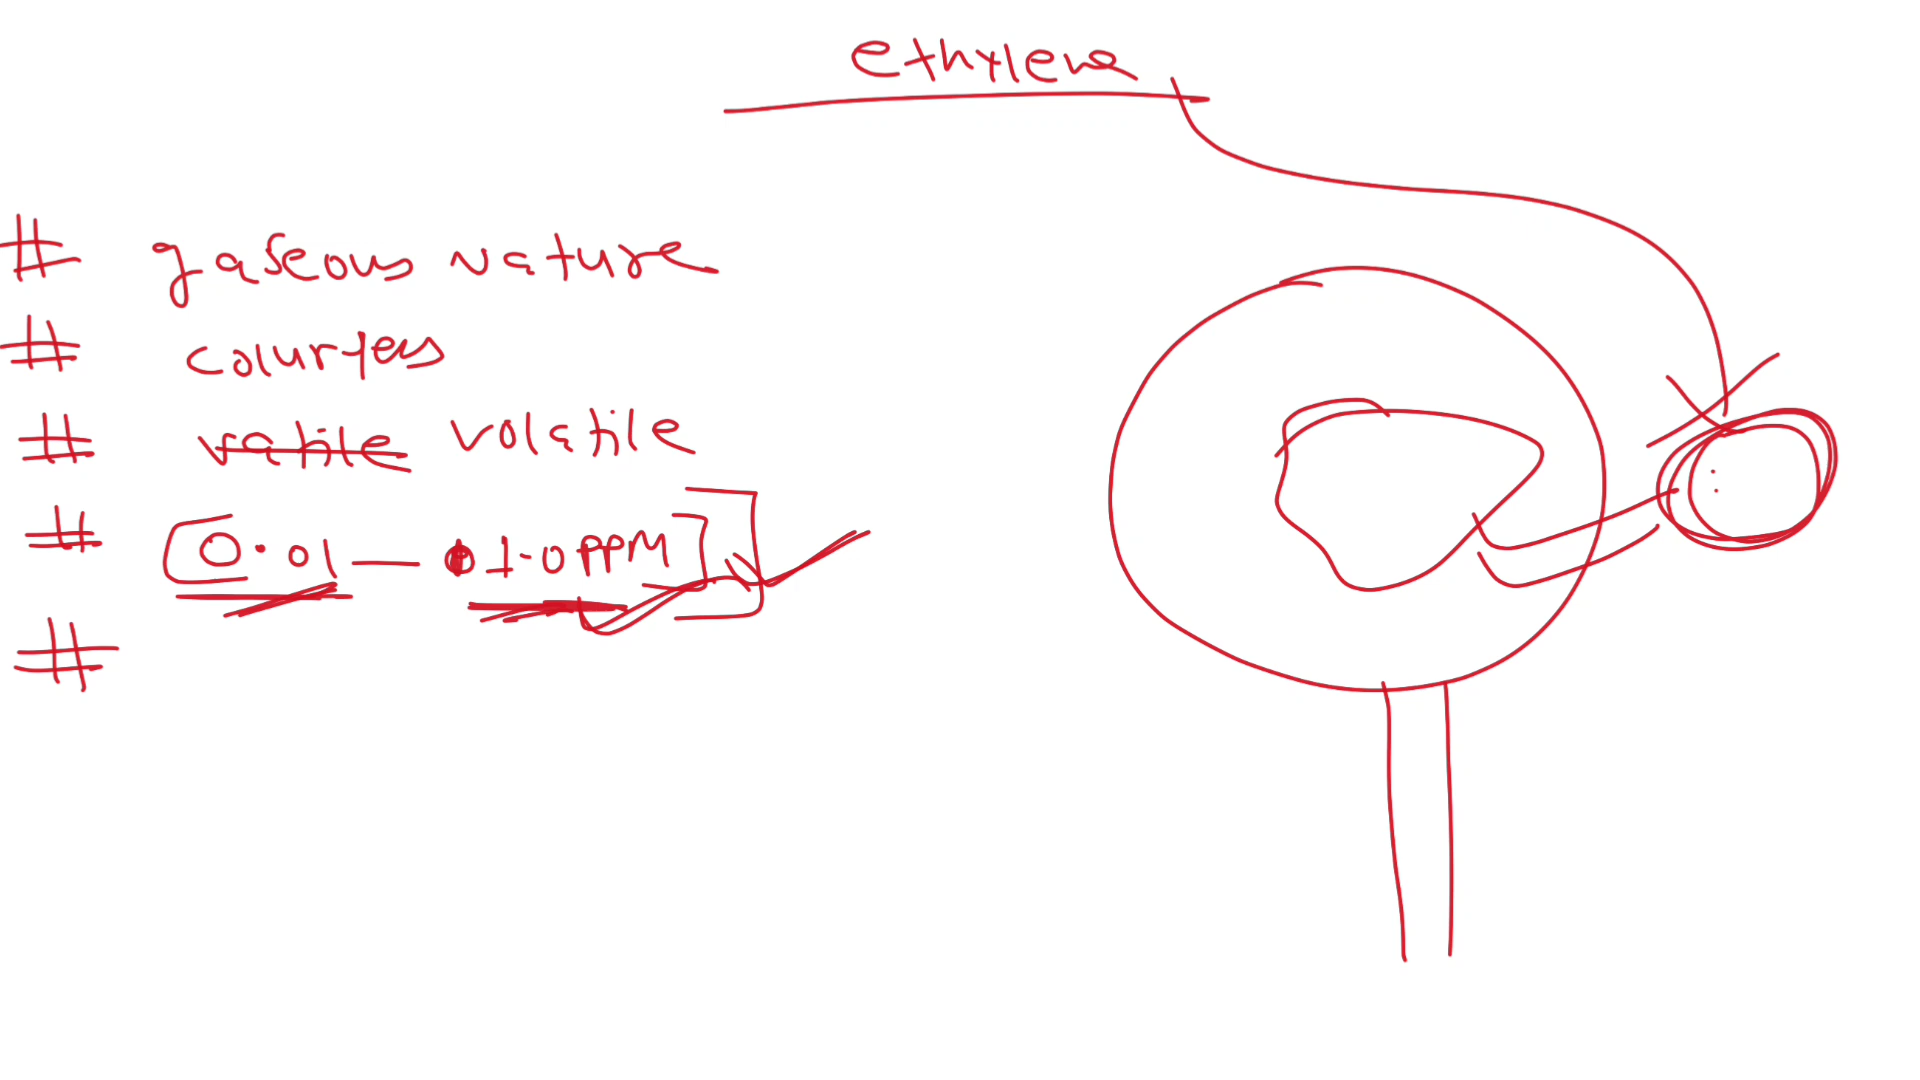 ethylene
# gaseous nature
# colurless
# vatile volatile
# [0.01 — 1.0 PPM]
#